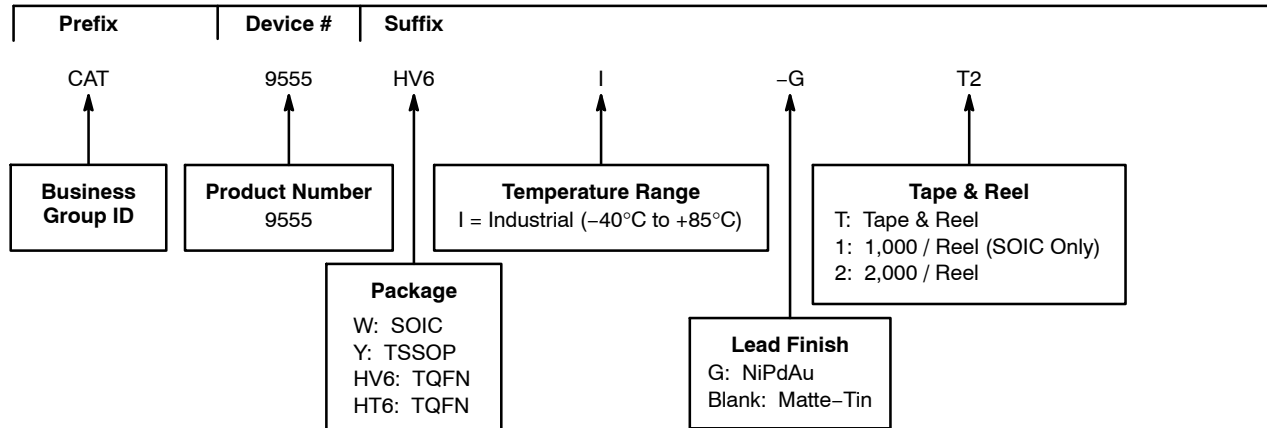 Prefix Device # Suffix
CAT 9555 HV6 I −G T2
Business
Group ID
Product Number
9555
Temperature Range
I = Industrial (−40°C to +85°C)
Tape & Reel
T: Tape & Reel
1: 1,000 / Reel (SOIC Only)
2: 2,000 / Reel
Package
W: SOIC
Y: TSSOP
HV6: TQFN
HT6: TQFN
Lead Finish
G: NiPdAu
Blank: Matte−Tin